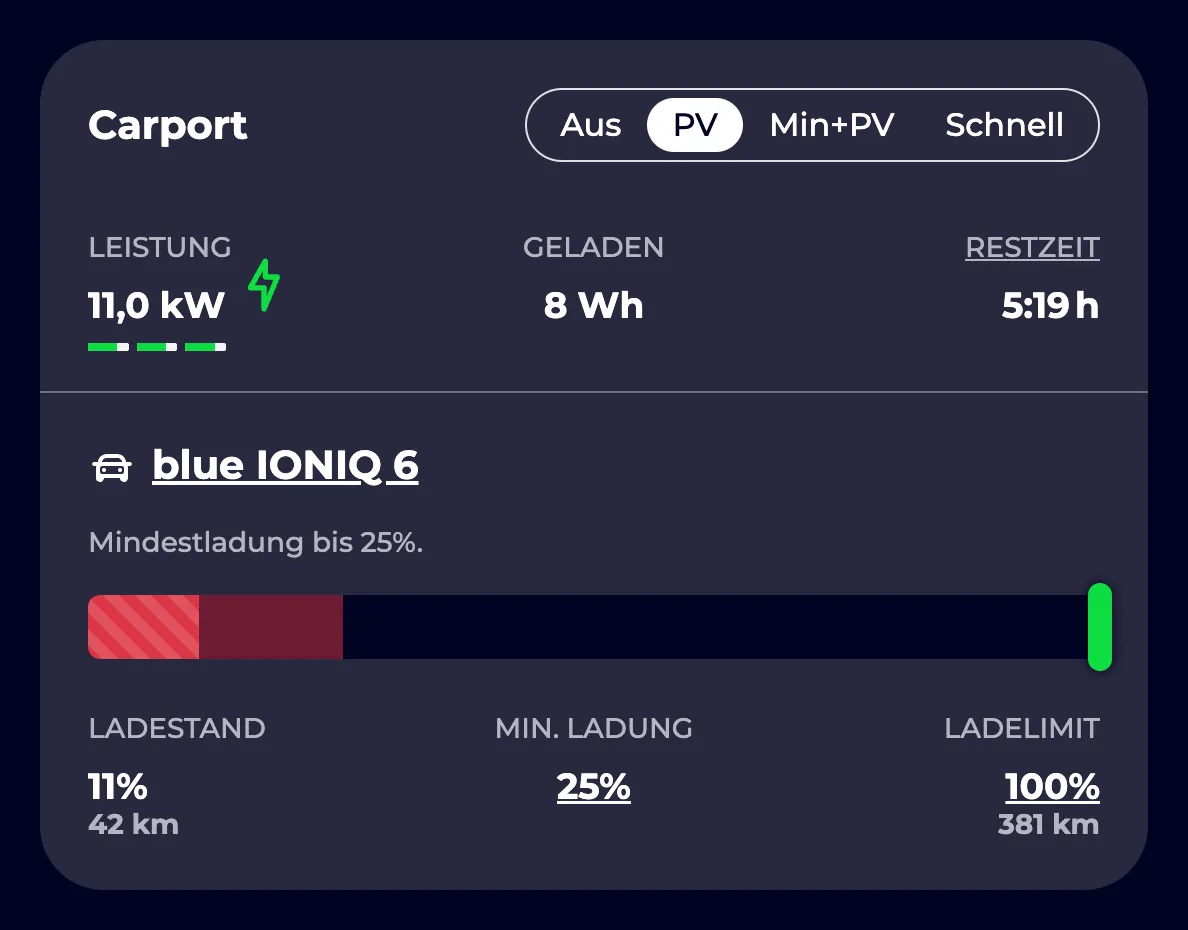 Carport
Aus PV Min+PV Schnell
LEISTUNG GELADEN RESTZEIT
11,0 kW 8 Wh 5:19 h
blue IONIQ 6
Mindestladung bis 25%.
LADESTAND MIN. LADUNG LADELIMIT
11% 25% 100%
42 km 381 km